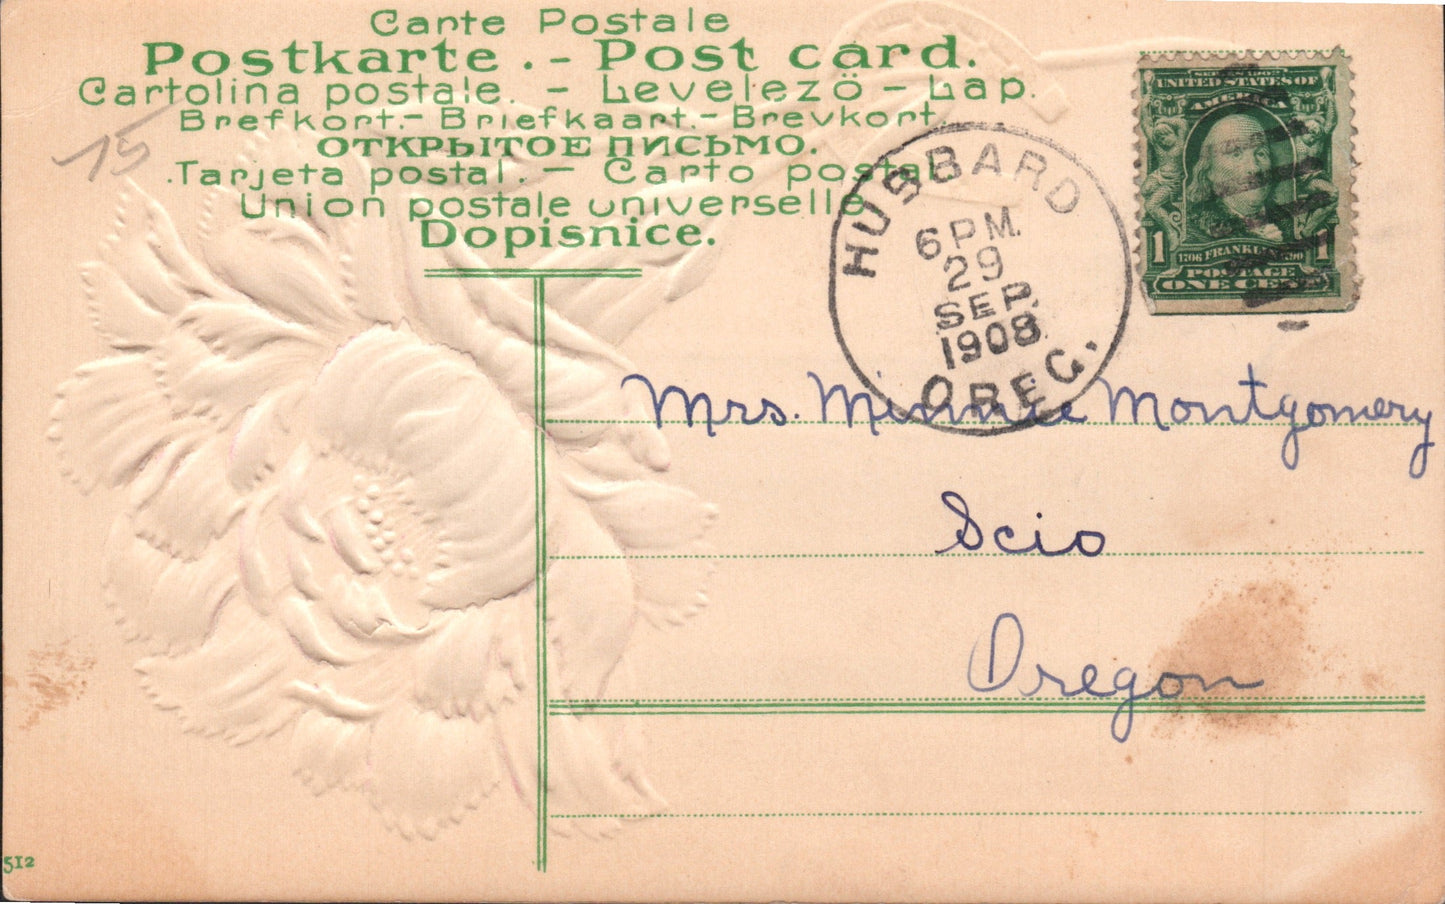 Carte Postale
Postkarte . - Post card.
Cartolina postale. - Levelezö - Lap.
Brefkort.- Briefkaart.- Brevkort.
ОТКРЫТОЕ ПИСЬМО.
.Tarjeta postal. - Carto postal
Union postale universelle
Dopisnice.
15
HUBBARD
6 PM.
29
SEP.
1908
OREG.
UNITED STATES OF
AMERICA
1 1706 FRANKLIN 1790 1
POSTAGE
ONE CENT
Mrs. Minnie Montgomery
Scio
Oregon
512